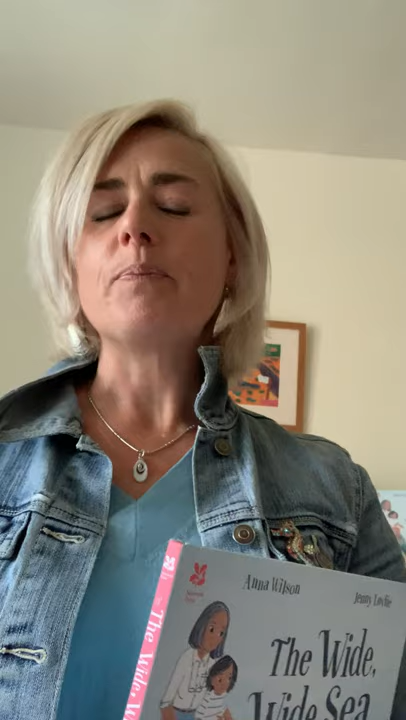 Anna Wilson
Jenny Løvlie
The Wide,
Wide Sea
The Wide, W